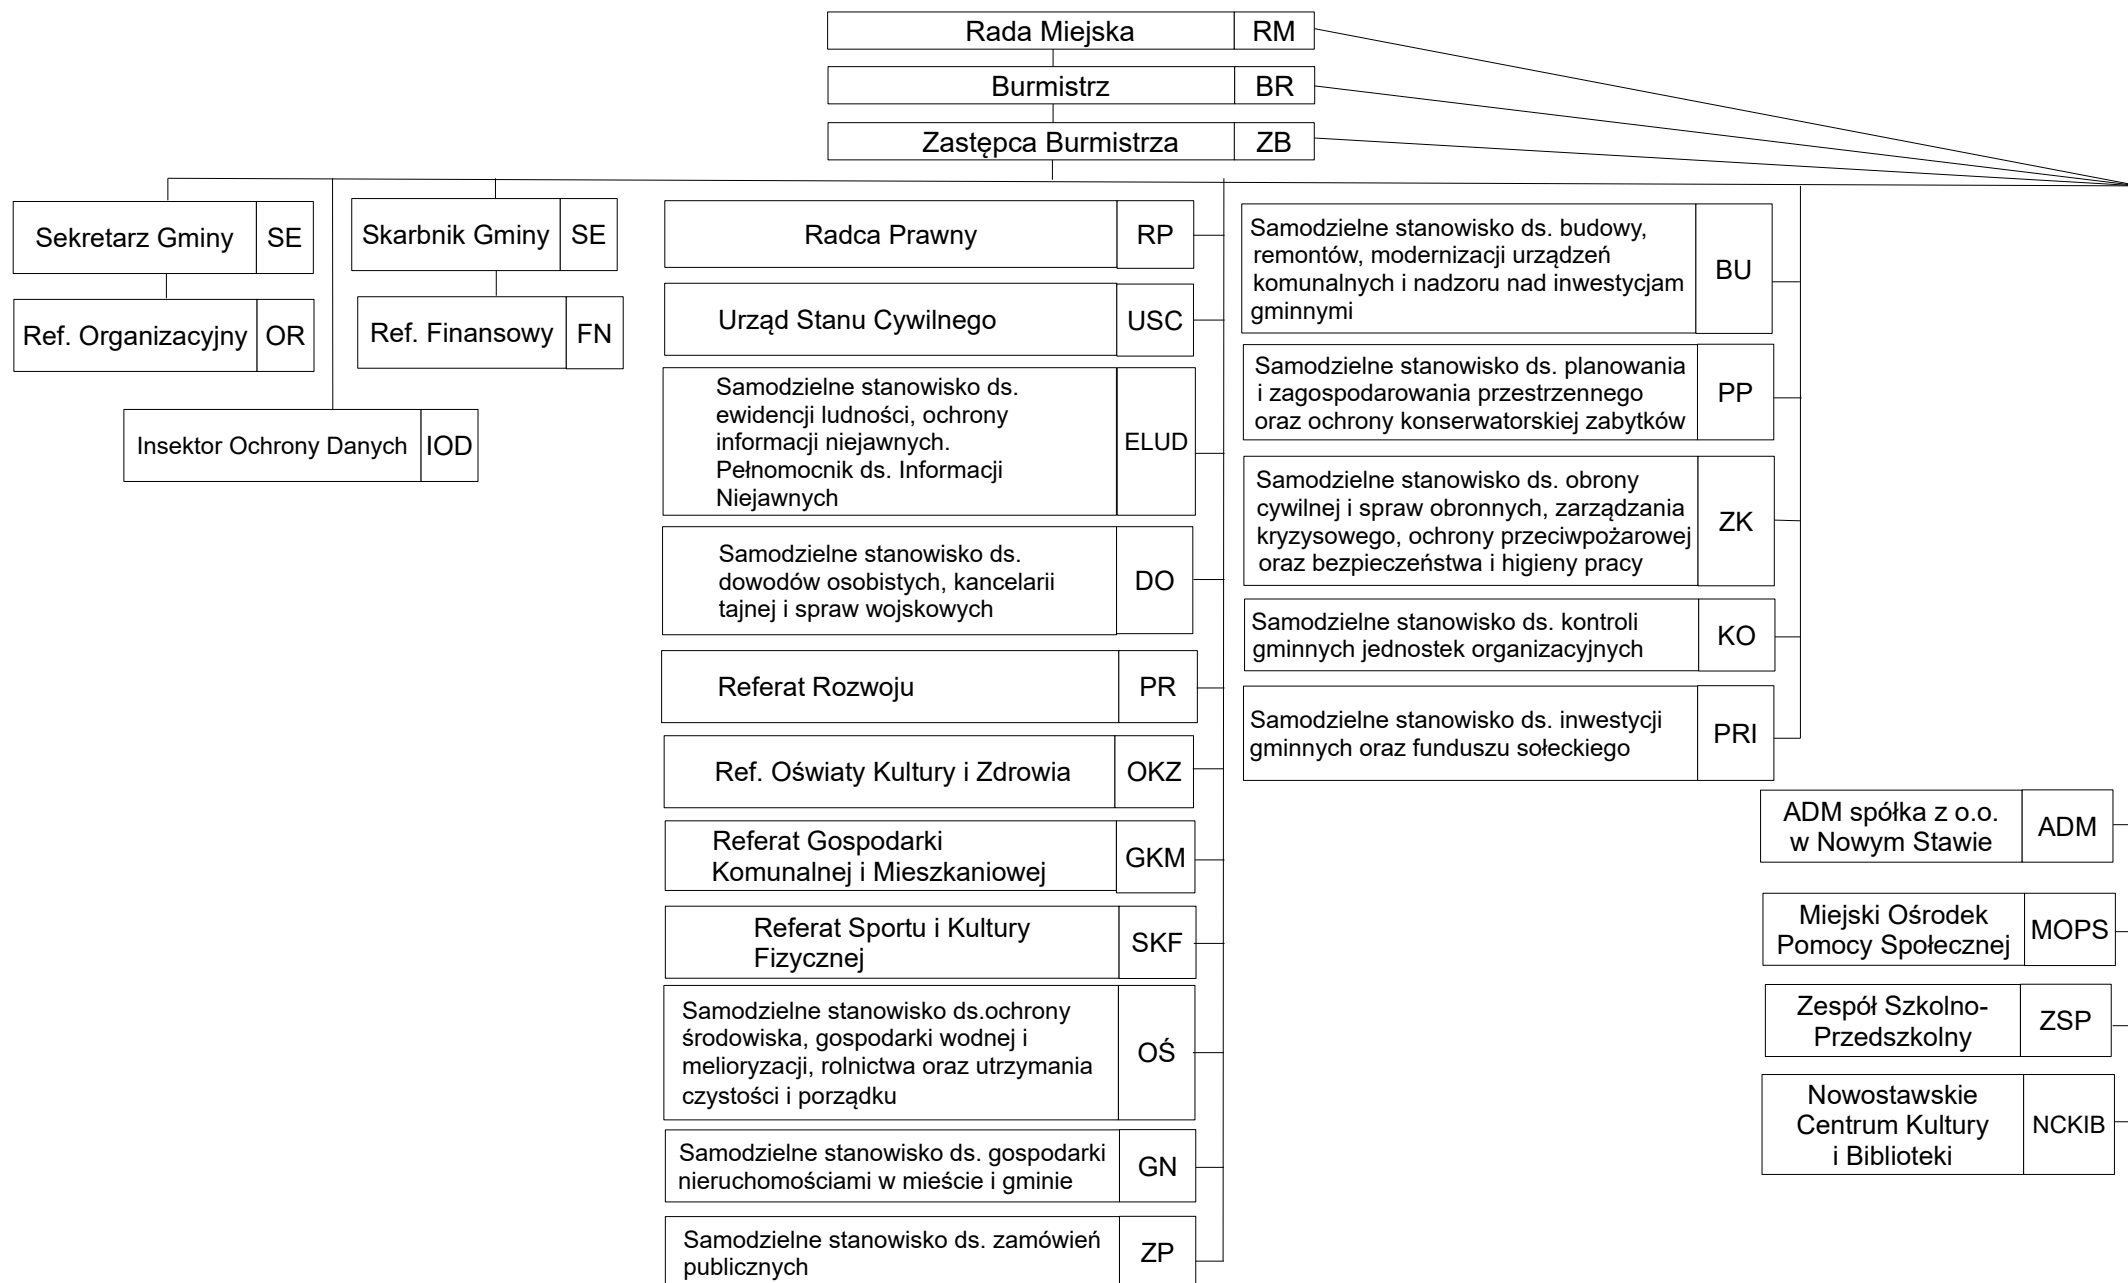 Rada Miejska RM
Burmistrz BR
Zastępca Burmistrza ZB
Sekretarz Gminy SE
Ref. Organizacyjny OR
Skarbnik Gminy SE
Ref. Finansowy FN
Insektor Ochrony Danych IOD
Radca Prawny RP
Urząd Stanu Cywilnego USC
Samodzielne stanowisko ds.
ewidencji ludności, ochrony
informacji niejawnych.
Pełnomocnik ds. Informacji
Niejawnych
ELUD
Samodzielne stanowisko ds.
dowodów osobistych, kancelarii
tajnej i spraw wojskowych
DO
Referat Rozwoju PR
Ref. Oświaty Kultury i Zdrowia OKZ
Referat Gospodarki
Komunalnej i Mieszkaniowej
GKM
Referat Sportu i Kultury
Fizycznej
SKF
Samodzielne stanowisko ds.ochrony
środowiska, gospodarki wodnej i
melioryzacji, rolnictwa oraz utrzymania
czystości i porządku
OŚ
Samodzielne stanowisko ds. gospodarki
nieruchomościami w mieście i gminie
GN
Samodzielne stanowisko ds. zamówień
publicznych
ZP
Samodzielne stanowisko ds. budowy,
remontów, modernizacji urządzeń
komunalnych i nadzoru nad inwestycjam
gminnymi
BU
Samodzielne stanowisko ds. planowania
i zagospodarowania przestrzennego
oraz ochrony konserwatorskiej zabytków
PP
Samodzielne stanowisko ds. obrony
cywilnej i spraw obronnych, zarządzania
kryzysowego, ochrony przeciwpożarowej
oraz bezpieczeństwa i higieny pracy
ZK
Samodzielne stanowisko ds. kontroli
gminnych jednostek organizacyjnych
KO
Samodzielne stanowisko ds. inwestycji
gminnych oraz funduszu sołeckiego
PRI
ADM spółka z o.o.
w Nowym Stawie
ADM
Miejski Ośrodek
Pomocy Społecznej
MOPS
Zespół Szkolno-
Przedszkolny
ZSP
Nowostawskie
Centrum Kultury
i Biblioteki
NCKIB